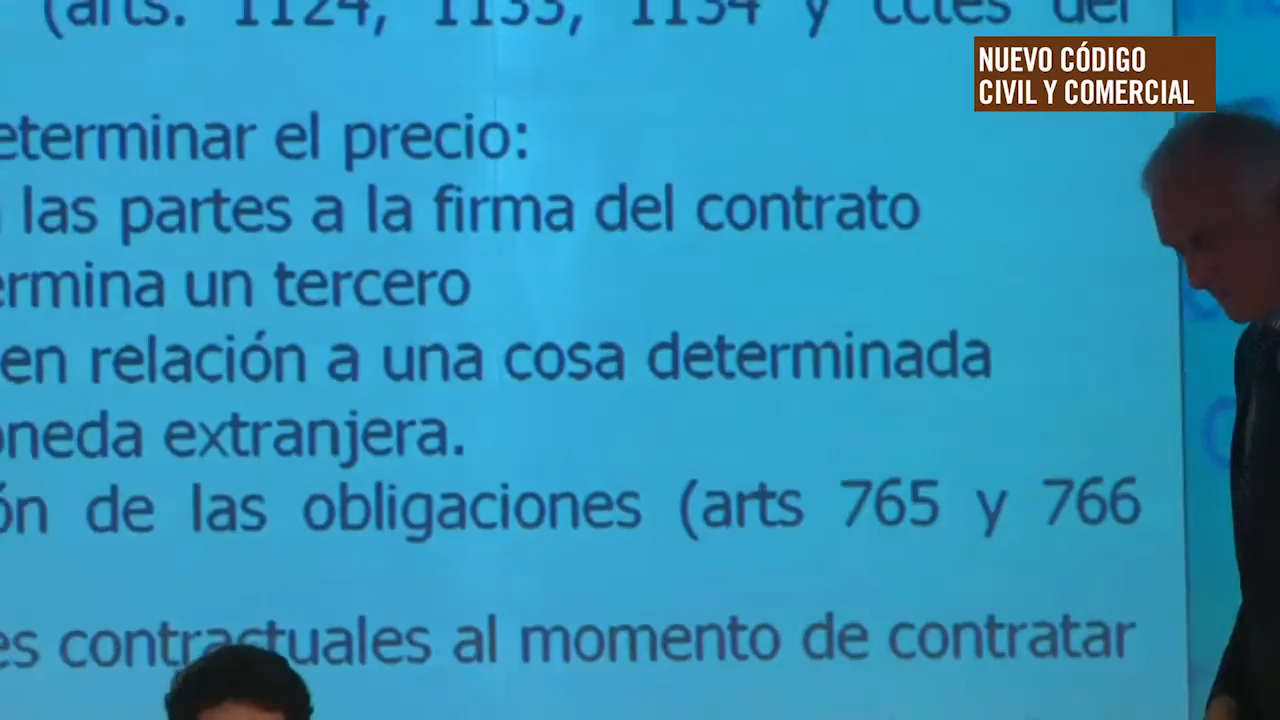 (arts. 1124, 1133, 1134 y cctes del
NUEVO CÓDIGO
CIVIL Y COMERCIAL
eterminar el precio:
las partes a la firma del contrato
ermina un tercero
en relación a una cosa determinada
oneda extranjera.
ón de las obligaciones (arts 765 y 766
es contractuales al momento de contratar